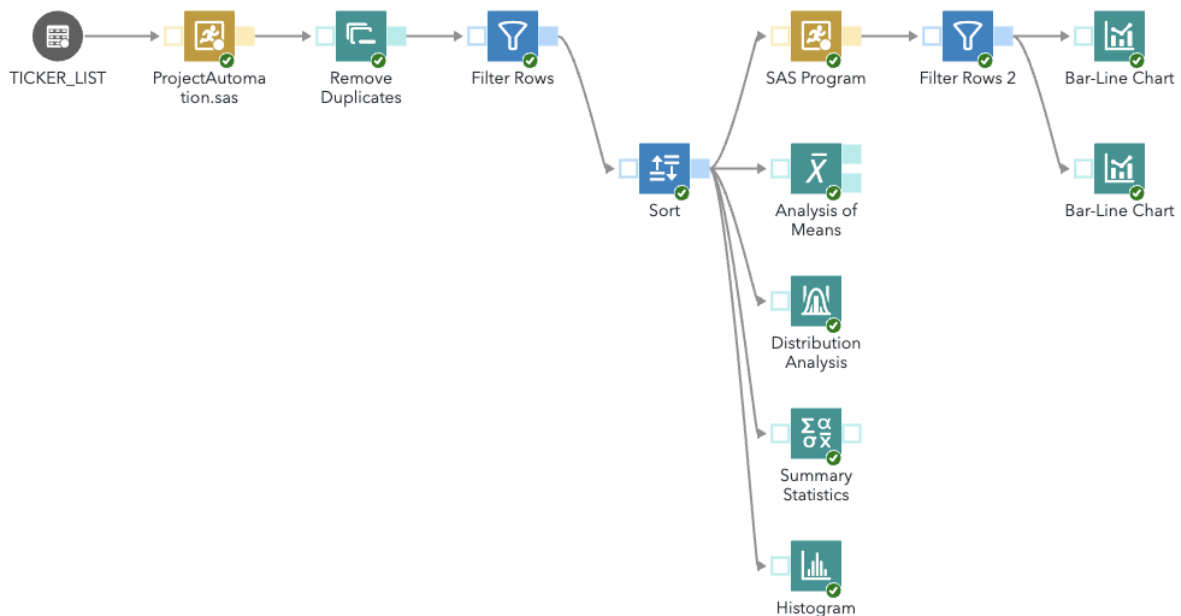 TICKER_LIST
ProjectAutoma
tion.sas
Remove
Duplicates
Filter Rows
SAS Program
Filter Rows 2
Bar-Line Chart
Sort
Analysis of
Means
Bar-Line Chart
Distribution
Analysis
Summary
Statistics
Histogram